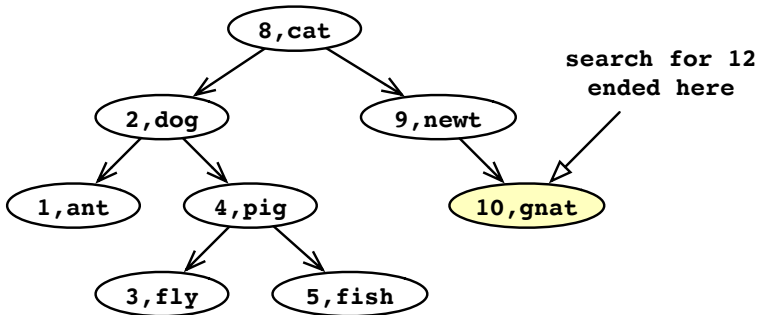 8,cat
search for 12
ended here
2,dog
9,newt
1,ant
4,pig
10,gnat
3,fly
5,fish